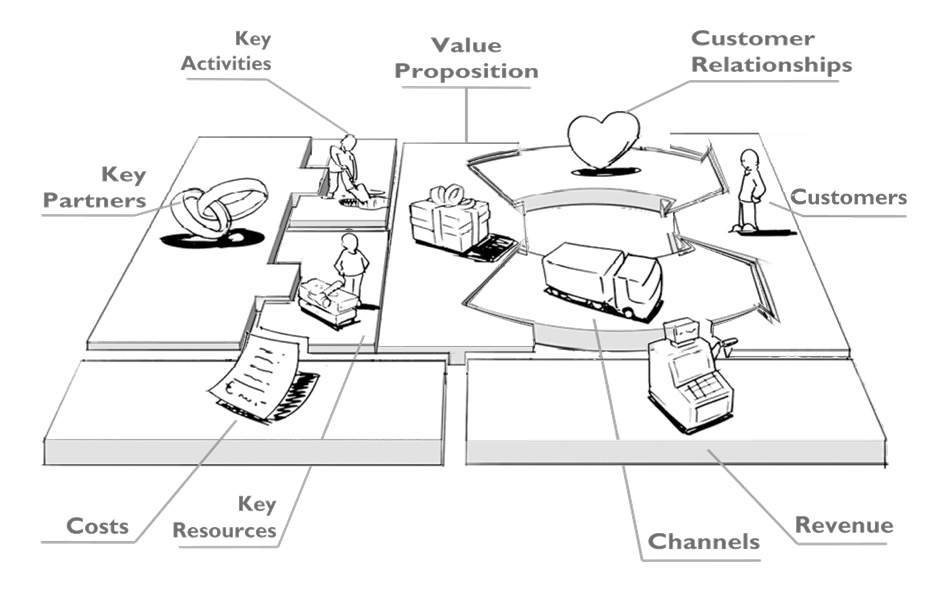 Key
Activities
Value
Proposition
Customer
Relationships
Key
Partners
Customers
Costs
Key
Resources
Channels
Revenue